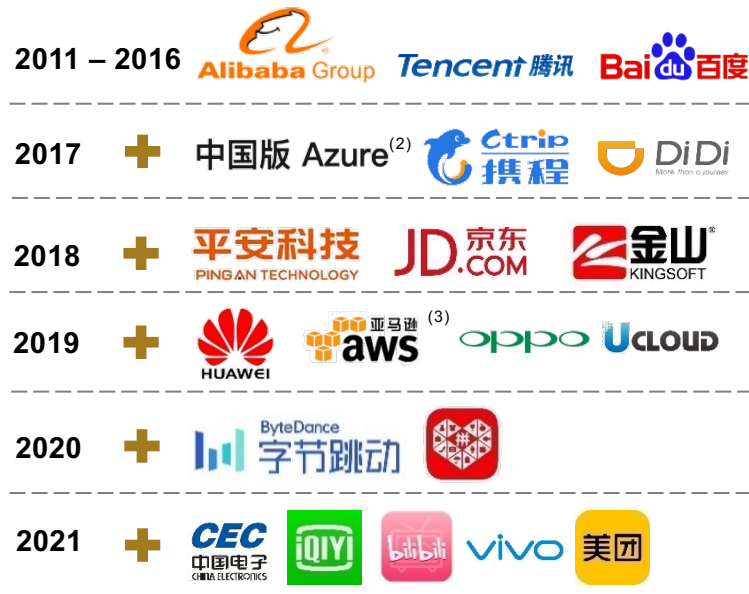 2011 – 2016 Alibaba Group Tencent 腾讯 Bai du 百度
2017 中国版 Azure(2) Ctrip 携程 DiDi More than a journey
2018 平安科技 PING AN TECHNOLOGY JD.COM 京东 金山® KINGSOFT
2019 HUAWEI 亚马逊 aws (3) oppo UCLOUD
2020 ByteDance 字节跳动 拼
2021 CEC 中国电子 CHINA ELECTRONICS iQIYI bilibili vivo 美团